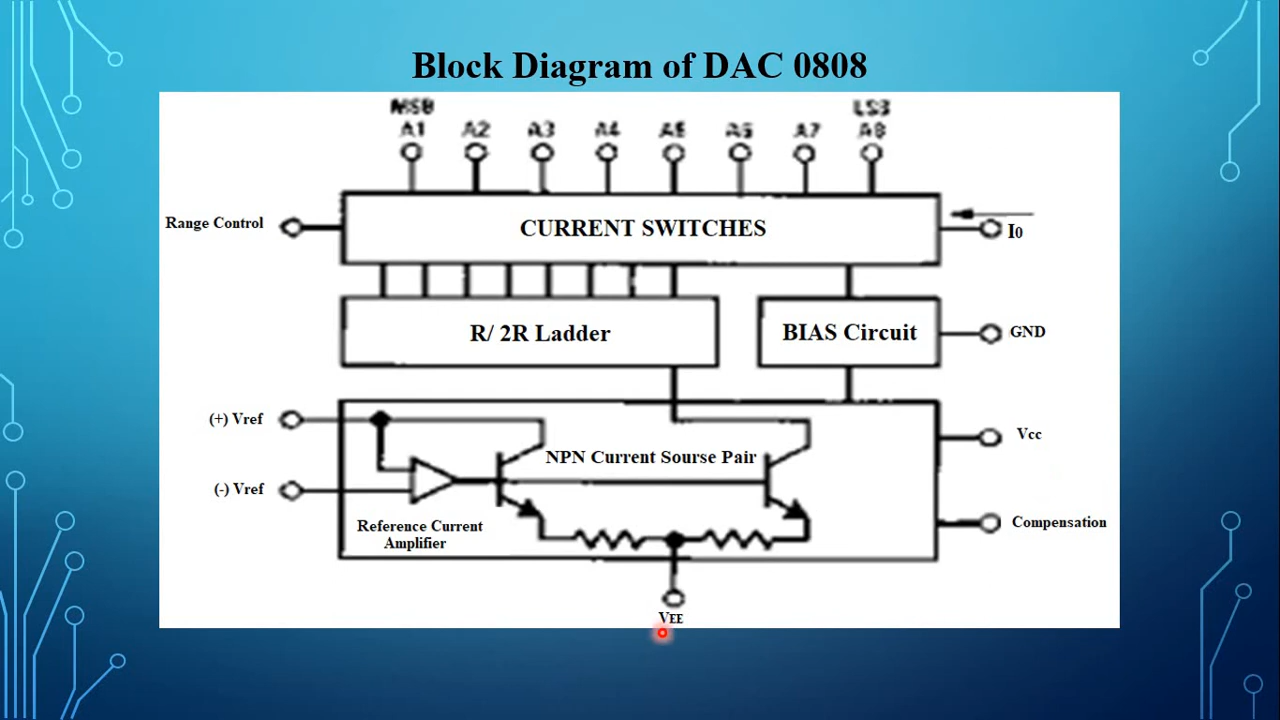 Block Diagram of DAC 0808
MSB LSB
A1 A2 A3 A4 A5 A6 A7 A8
Range Control
CURRENT SWITCHES
I0
R/ 2R Ladder
BIAS Circuit
GND
(+) Vref
Vcc
NPN Current Sourse Pair
(-) Vref
Reference Current
Amplifier
Compensation
VEE